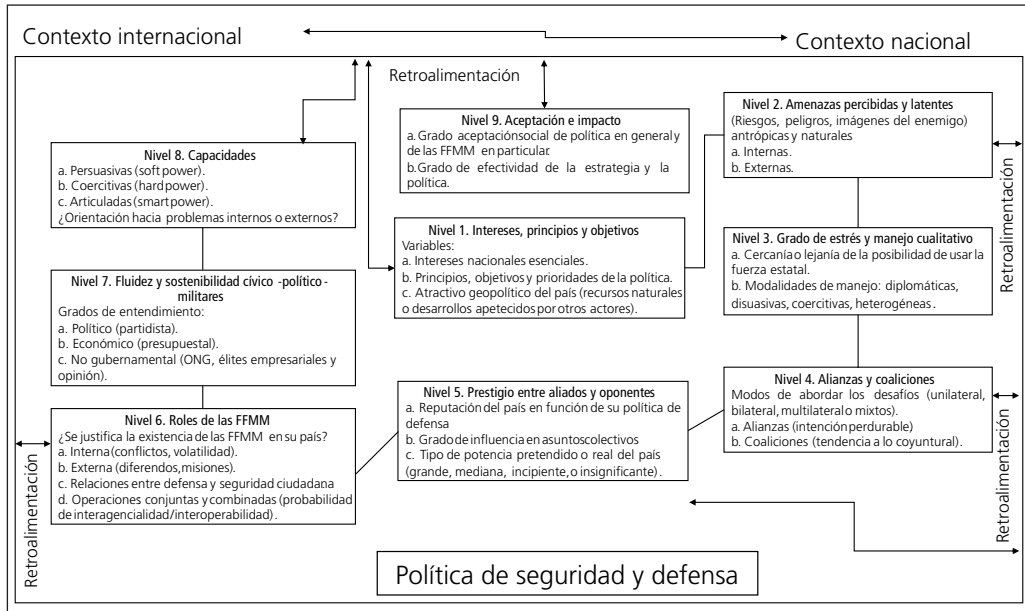 Contexto internacional
Contexto nacional
Retroalimentación
Nivel 9. Aceptación e impacto
a. Grado aceptaciónsocial de política en general y
de las FFMM en particular.
b. Grado de efectividad de la estrategia y la
política.
Nivel 2. Amenazas percibidas y latentes
(Riesgos, peligros, imágenes del enemigo)
antrópicas y naturales
a. Internas.
b. Externas.
Nivel 8. Capacidades
a. Persuasivas (soft power).
b. Coercitivas (hard power).
c. Articuladas (smart power).
¿Orientación hacia problemas internos o externos?
Retroalimentación
Nivel 1. Intereses, principios y objetivos
Variables:
a. Intereses nacionales esenciales.
b. Principios, objetivos y prioridades de la política.
c. Atractivo geopolítico del país (recursos naturales
o desarrollos apetecidos por otros actores).
Nivel 3. Grado de estrés y manejo cualitativo
a. Cercanía o lejanía de la posibilidad de usar la
fuerza estatal.
b. Modalidades de manejo: diplomáticas,
disuasivas, coercitivas, heterogéneas.
Nivel 7. Fluidez y sostenibilidad cívico -político -
militares
Grados de entendimiento:
a. Político (partidista).
b. Económico (presupuestal).
c. No gubernamental (ONG, élites empresariales y
opinión).
Nivel 4. Alianzas y coaliciones
Modos de abordar los desafíos (unilateral,
bilateral, multilateral o mixtos).
a. Alianzas (intención perdurable)
b. Coaliciones (tendencia a lo coyuntural).
Nivel 5. Prestigio entre aliados y oponentes
a. Reputación del país en función de su política de
defensa
b. Grado de influencia en asuntos colectivos
c. Tipo de potencia pretendido o real del país
(grande, mediana, incipiente, o insignificante).
Nivel 6. Roles de las FFMM
¿Se justifica la existencia de las FFMM en su país?
a. Interna (conflictos, volatilidad).
b. Externa (diferendos, misiones).
c. Relaciones entre defensa y seguridad ciudadana
d. Operaciones conjuntas y combinadas (probabilidad
de interagencialidad/interoperabilidad).
Retroalimentación
Retroalimentación
Política de seguridad y defensa